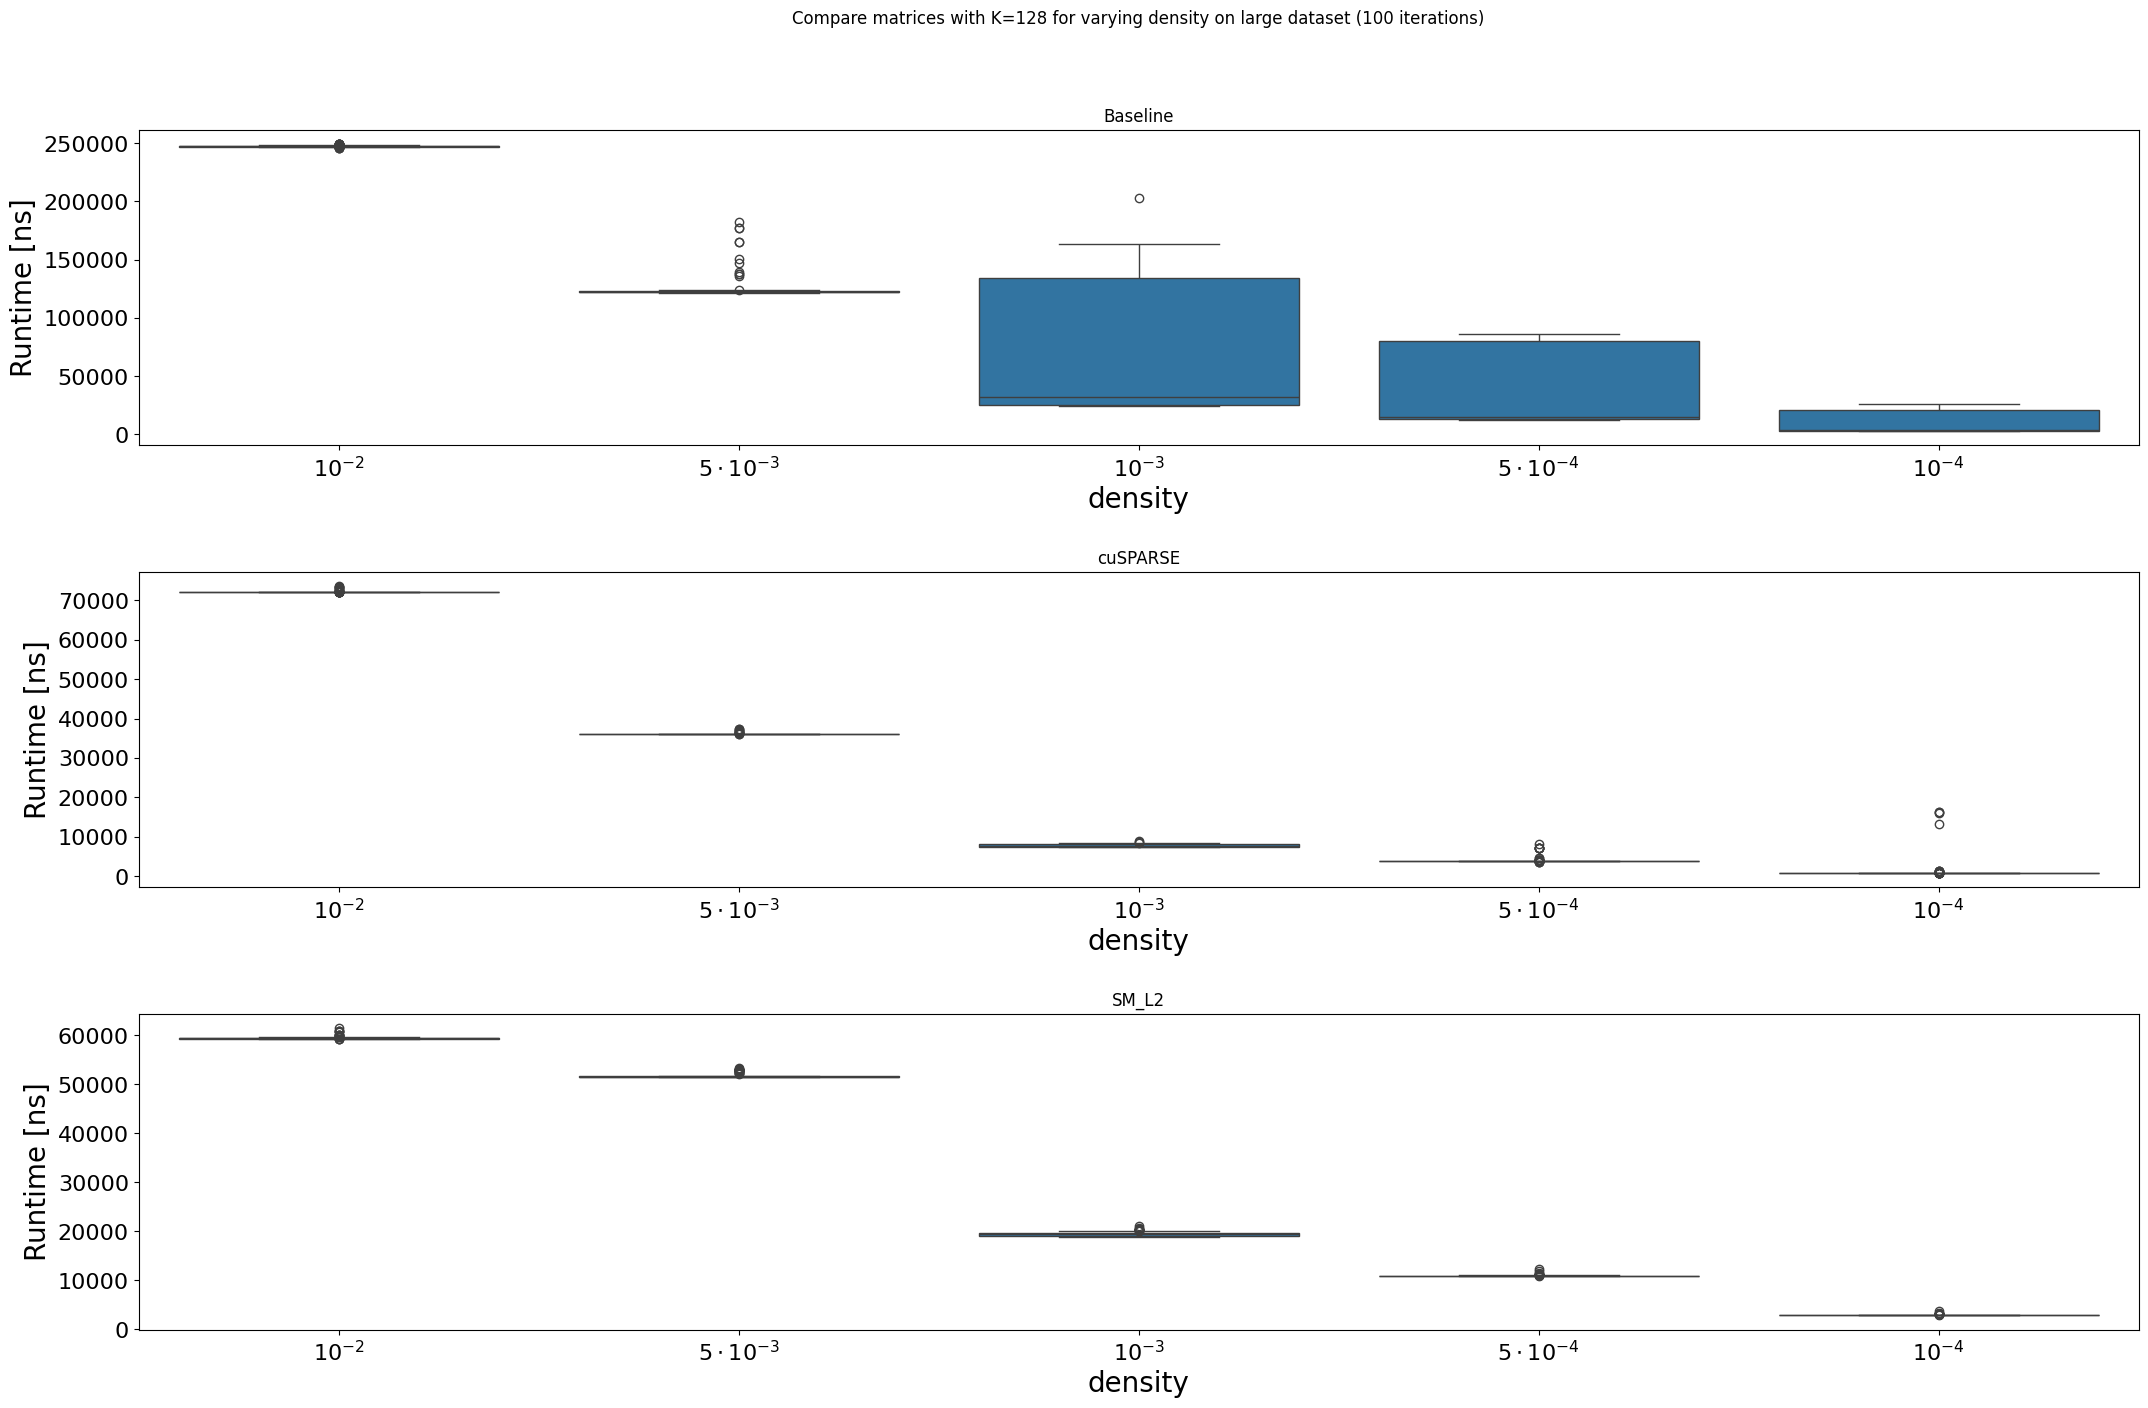 Compare matrices with K=128 for varying density on large dataset (100 iterations)
Baseline
Runtime [ns]
250000
200000
150000
100000
50000
0
10⁻² 5·10⁻³ 10⁻³ 5·10⁻⁴ 10⁻⁴
density
cuSPARSE
Runtime [ns]
70000
60000
50000
40000
30000
20000
10000
0
10⁻² 5·10⁻³ 10⁻³ 5·10⁻⁴ 10⁻⁴
density
SM_L2
Runtime [ns]
60000
50000
40000
30000
20000
10000
0
10⁻² 5·10⁻³ 10⁻³ 5·10⁻⁴ 10⁻⁴
density